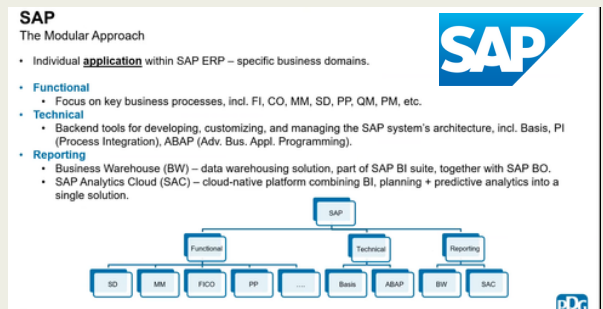 SAP
The Modular Approach
SAP
• Individual application within SAP ERP – specific business domains.
• Functional
• Focus on key business processes, incl. FI, CO, MM, SD, PP, QM, PM, etc.
• Technical
• Backend tools for developing, customizing, and managing the SAP system's architecture, incl. Basis, PI
(Process Integration), ABAP (Adv. Bus. Appl. Programming).
• Reporting
• Business Warehouse (BW) – data warehousing solution, part of SAP BI suite, together with SAP BO.
• SAP Analytics Cloud (SAC) – cloud-native platform combining BI, planning + predictive analytics into a
single solution.
SAP
Functional Technical Reporting
SD MM FICO PP .... Basis ABAP BW SAC